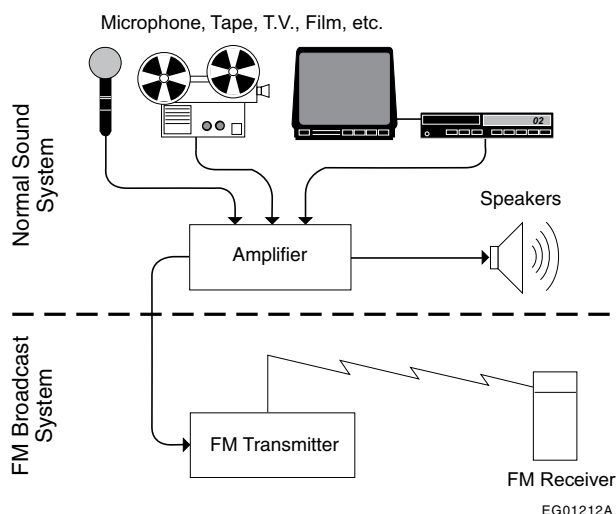 Microphone, Tape, T.V., Film, etc.
Normal Sound
System
02
Speakers
Amplifier
FM Broadcast
System
FM Transmitter
FM Receiver
EG01212A